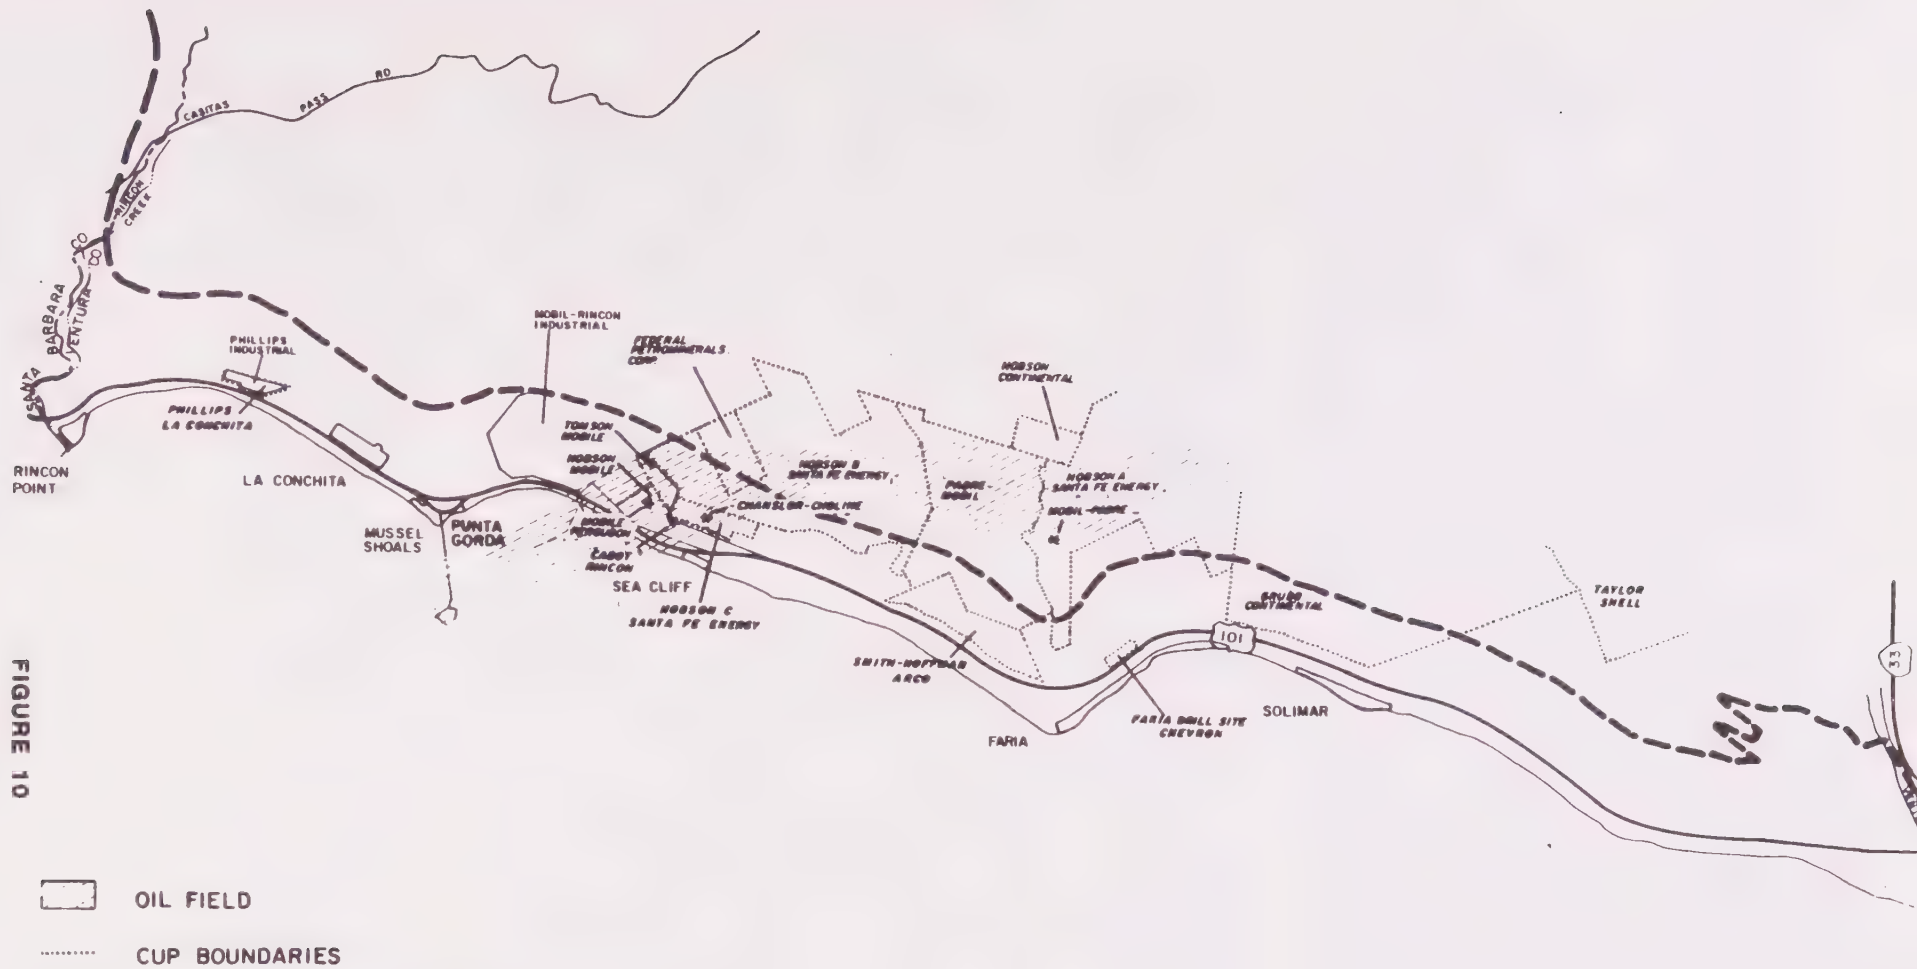 RD
PASS
CASITAS
RINCON
CREEK
CO
CO
SANTA BARBARA
VENTURA
RINCON
POINT
PHILLIPS
INDUSTRIAL
PHILLIPS
LA CONCHITA
LA CONCHITA
MOBIL-RINCON
INDUSTRIAL
FEDERAL
PETROMINERALS
CORP.
TOMSON
MOBILE
HOBSON
MOBILE
MUSSEL
SHOALS
PUNTA
GORDA
MOBILE
FERGUSON
CABOT
RINCON
SEA CLIFF
HOBSON B
SANTA FE ENERGY
CHANSLOR-CHOLINE
HOBSON C
SANTA FE ENERGY
HOBSON
CONTINENTAL
PADRE
MOBIL
HOBSON A
SANTA FE ENERGY
MOBIL-PADRE
SMITH-HOFFMAN
ARCO
FARIA
FARIA DRILL SITE
CHEVRON
101
SOLIMAR
GRUBB
CONTINENTAL
TAYLOR
SHELL
33
FIGURE 10
OIL FIELD
CUP BOUNDARIES